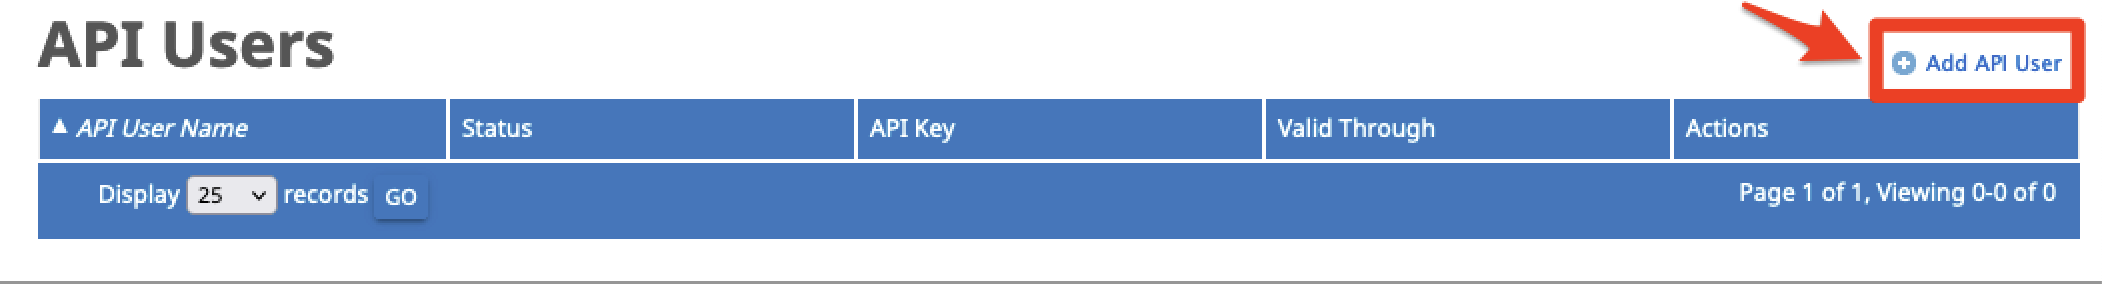 API Users
Add API User
▲ API User Name Status API Key Valid Through Actions
Display 25 records GO Page 1 of 1, Viewing 0-0 of 0